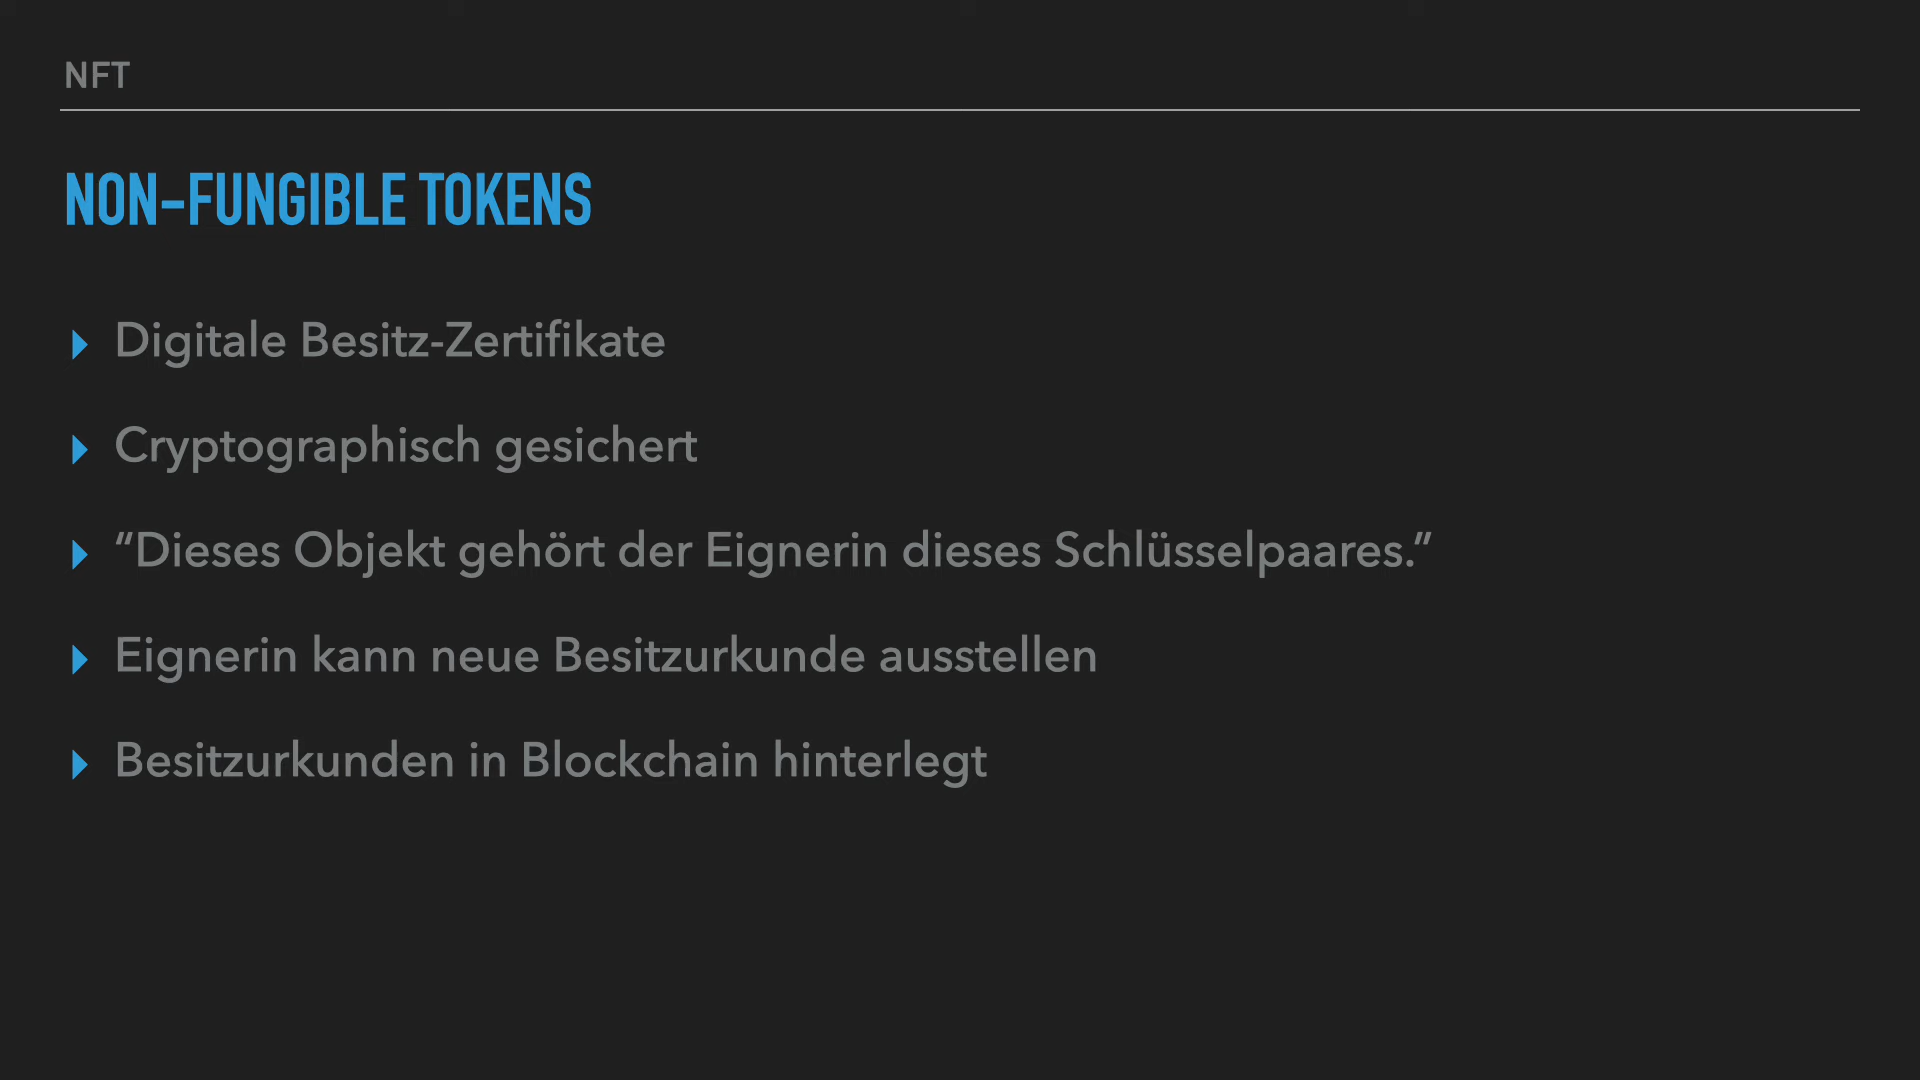 NFT
NON-FUNGIBLE TOKENS
Digitale Besitz-Zertifikate
Cryptographisch gesichert
“Dieses Objekt gehört der Eignerin dieses Schlüsselpaares.”
Eignerin kann neue Besitzurkunde ausstellen
Besitzurkunden in Blockchain hinterlegt